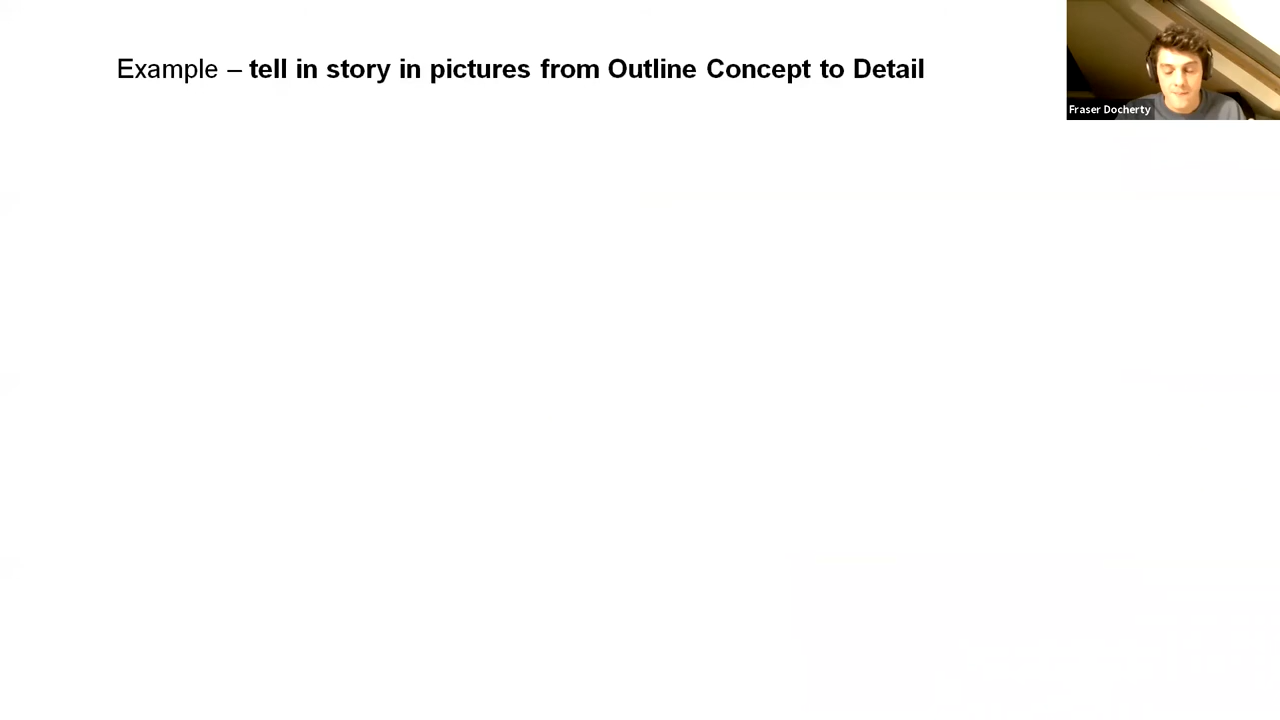 Example – tell in story in pictures from Outline Concept to Detail
Fraser Docherty